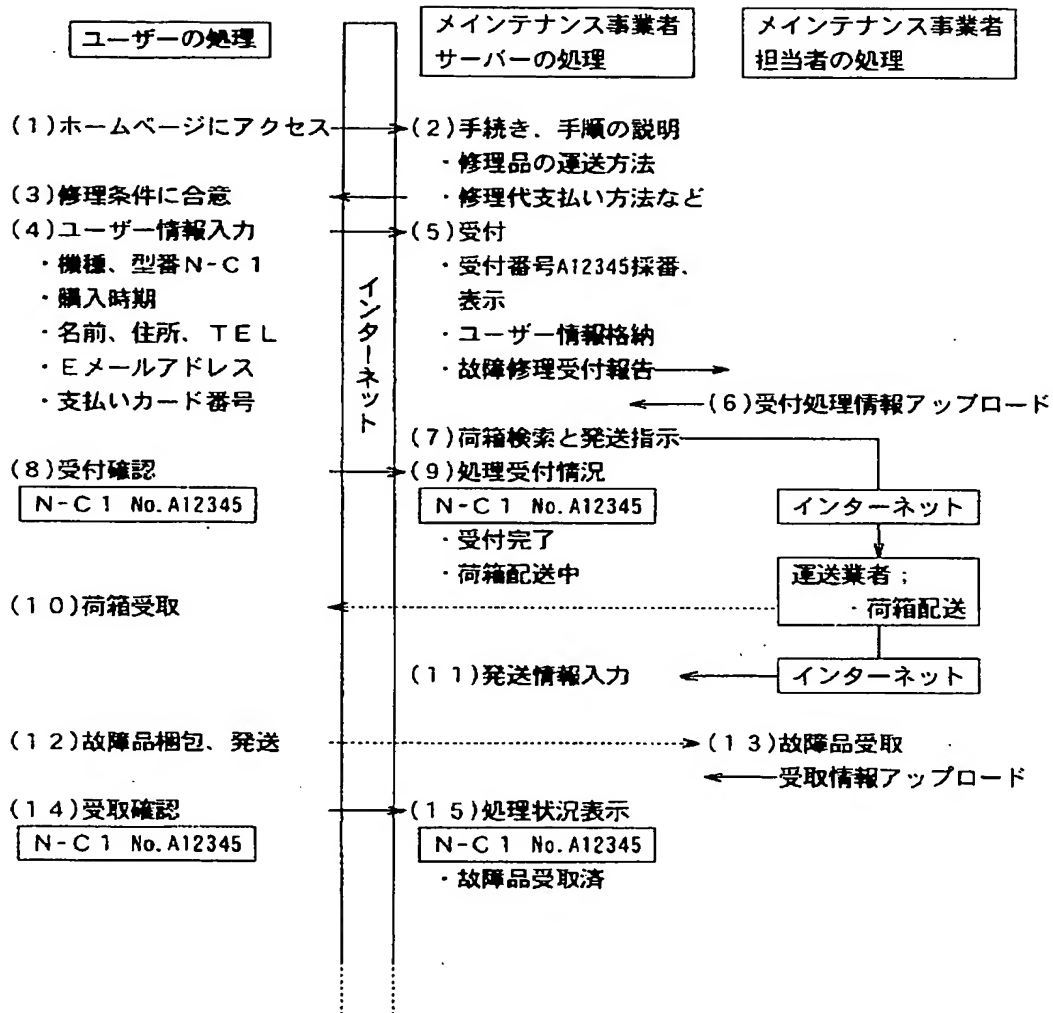 ユーザーの処理
メインテナンス事業者
サーバーの処理
メインテナンス事業者
担当者の処理
インターネット
(1)ホームページにアクセス
(2)手続き、手順の説明
・修理品の運送方法
・修理代支払い方法など
(3)修理条件に合意
(4)ユーザー情報入力
・機種、型番N-C1
・購入時期
・名前、住所、TEL
・Eメールアドレス
・支払いカード番号
(5)受付
・受付番号A12345採番、
表示
・ユーザー情報格納
・故障修理受付報告
(6)受付処理情報アップロード
(7)荷箱検索と発送指示
(8)受付確認
N-C1 No.A12345
(9)処理受付情況
N-C1 No.A12345
・受付完了
・荷箱配送中
インターネット
運送業者;
・荷箱配送
(10)荷箱受取
インターネット
(11)発送情報入力
(12)故障品梱包、発送
(13)故障品受取
受取情報アップロード
(14)受取確認
N-C1 No.A12345
(15)処理状況表示
N-C1 No.A12345
・故障品受取済